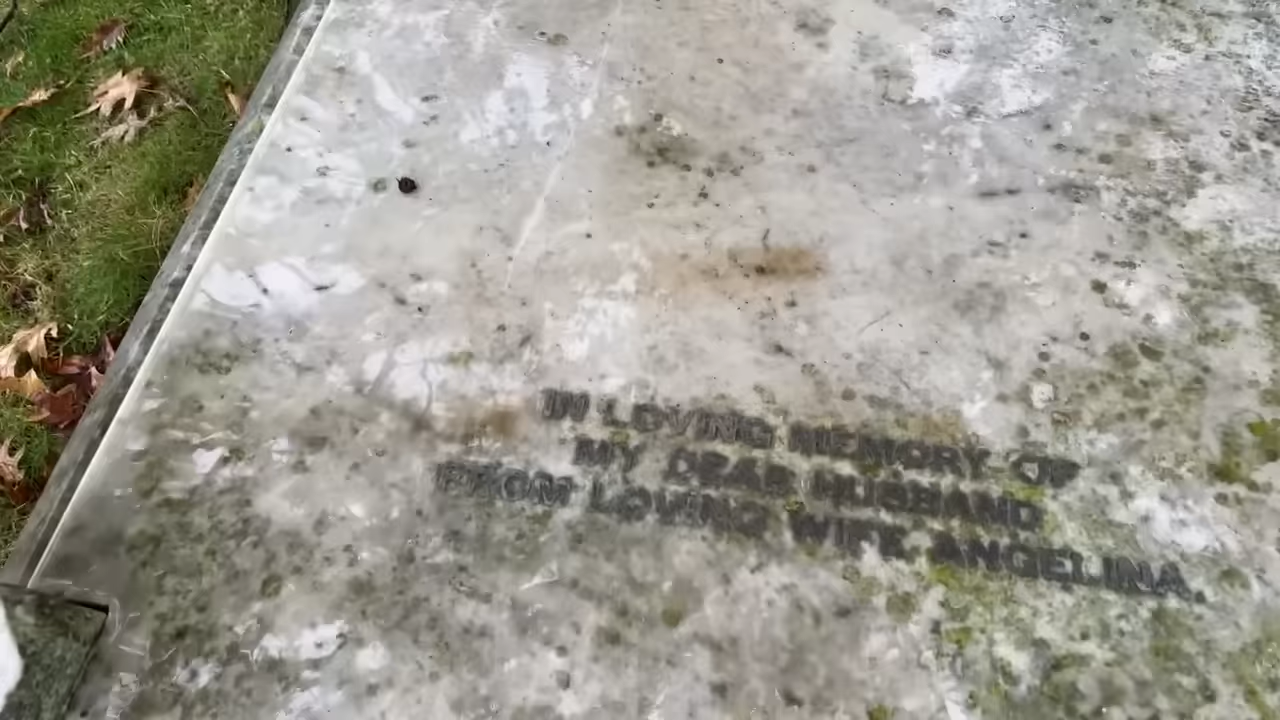 IN LOVING MEMORY OF
MY DEAR HUSBAND
FROM LOVING WIFE ANGELINA.